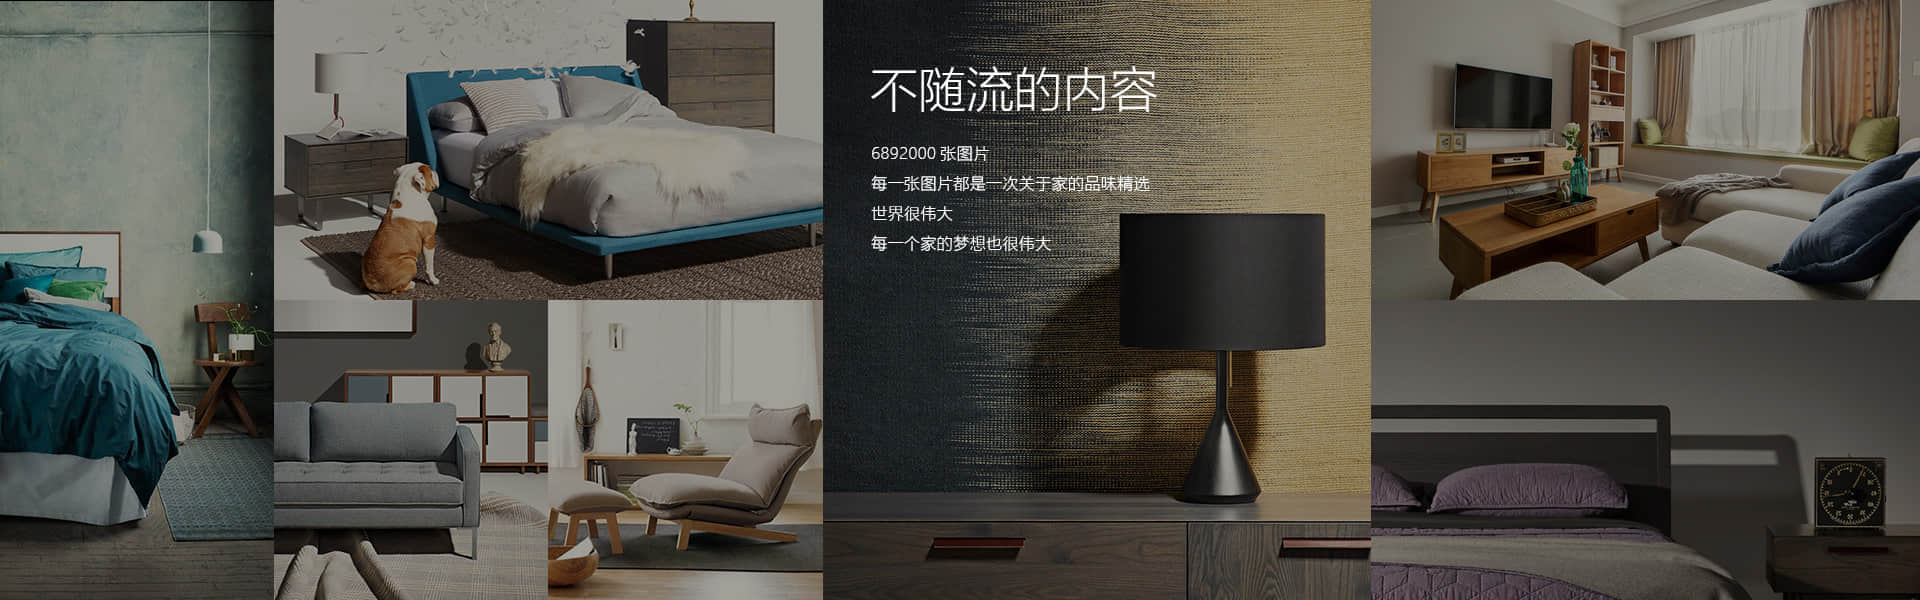 不随流的内容
6892000 张图片
每一张图片都是一次关于家的品味精选
世界很伟大
每一个家的梦想也很伟大